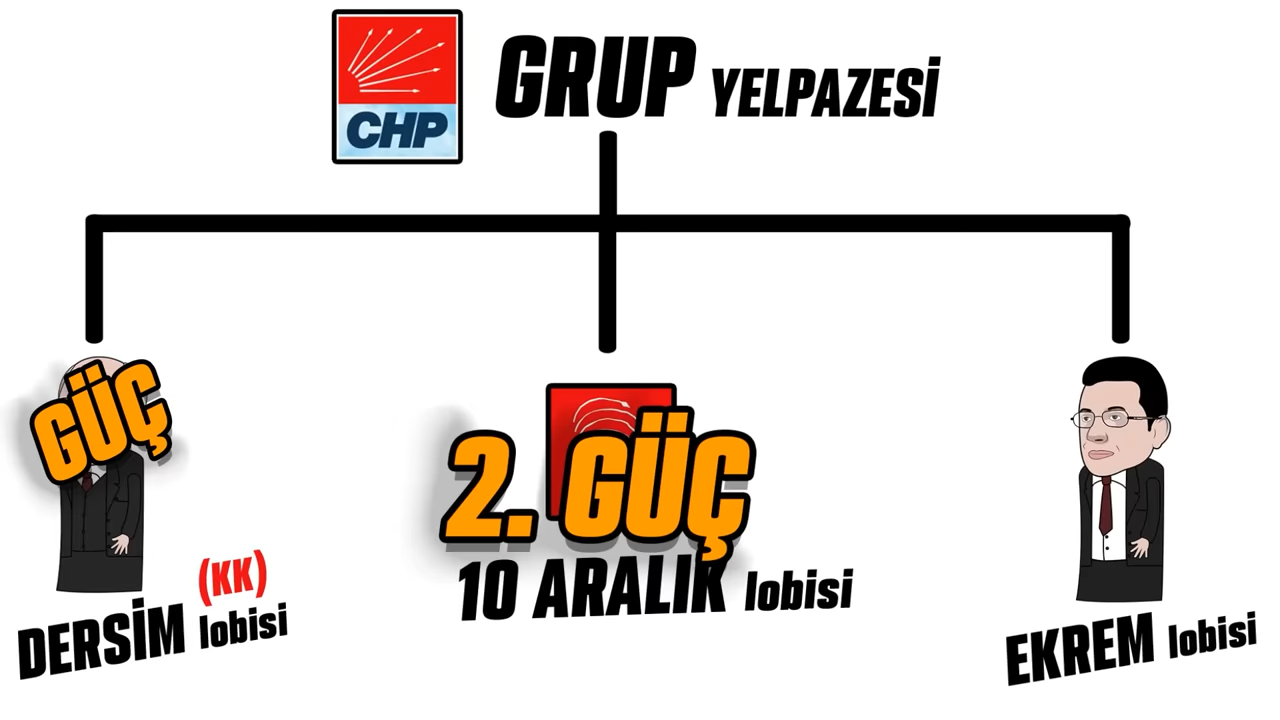 CHP
GRUP YELPAZESİ
GÜÇ
(KK)
DERSİM lobisi
2. GÜÇ
10 ARALIK lobisi
EKREM lobisi